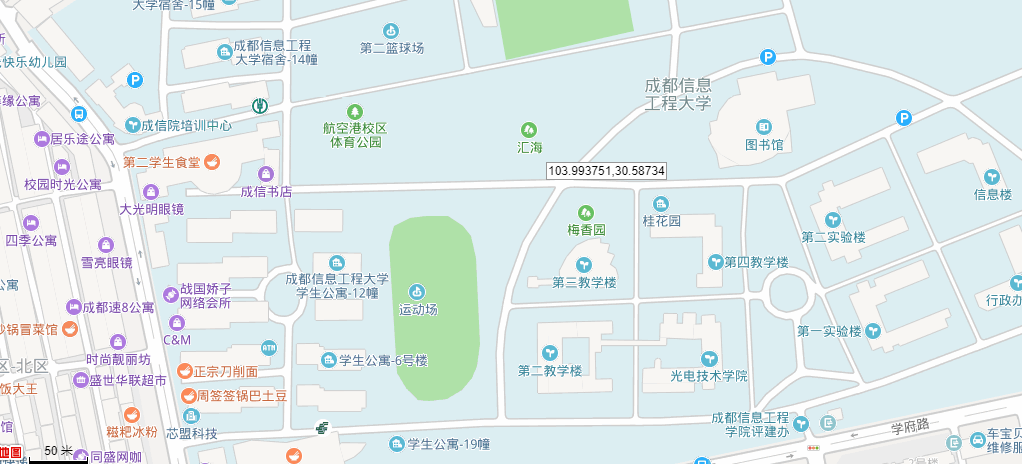 大学宿舍-15幢
第二篮球场
成都信息工程
大学宿舍-14幢
快乐幼儿园
P
P
P
成都信息
工程大学
缘公寓
成信院培训中心
航空港校区
体育公园
汇海
图书馆
居乐途公寓
第二学生食堂
校园时光公寓
成信书店
103.993751,30.58734
信息楼
大光明眼镜
桂花园
梅香园
第二实验楼
四季公寓
雪亮眼镜
第四教学楼
第三教学楼
成都信息工程大学
学生公寓-12幢
公寓
战国娇子
网络会所
行政办
成都速8公寓
运动场
锅冒菜馆
C&M
第一实验楼
时尚靓丽坊
ATM
学生公寓-6号楼
第二教学楼
光电技术学院
区-北区
正宗刀削面
盛世华联超市
饭大王
周签签锅巴土豆
成都信息工程
学院评建办
学府路
糍粑冰粉
芯盟科技
馆
学生公寓-19幢
车宝贝
维修服
50 米
地图
同盛网咖